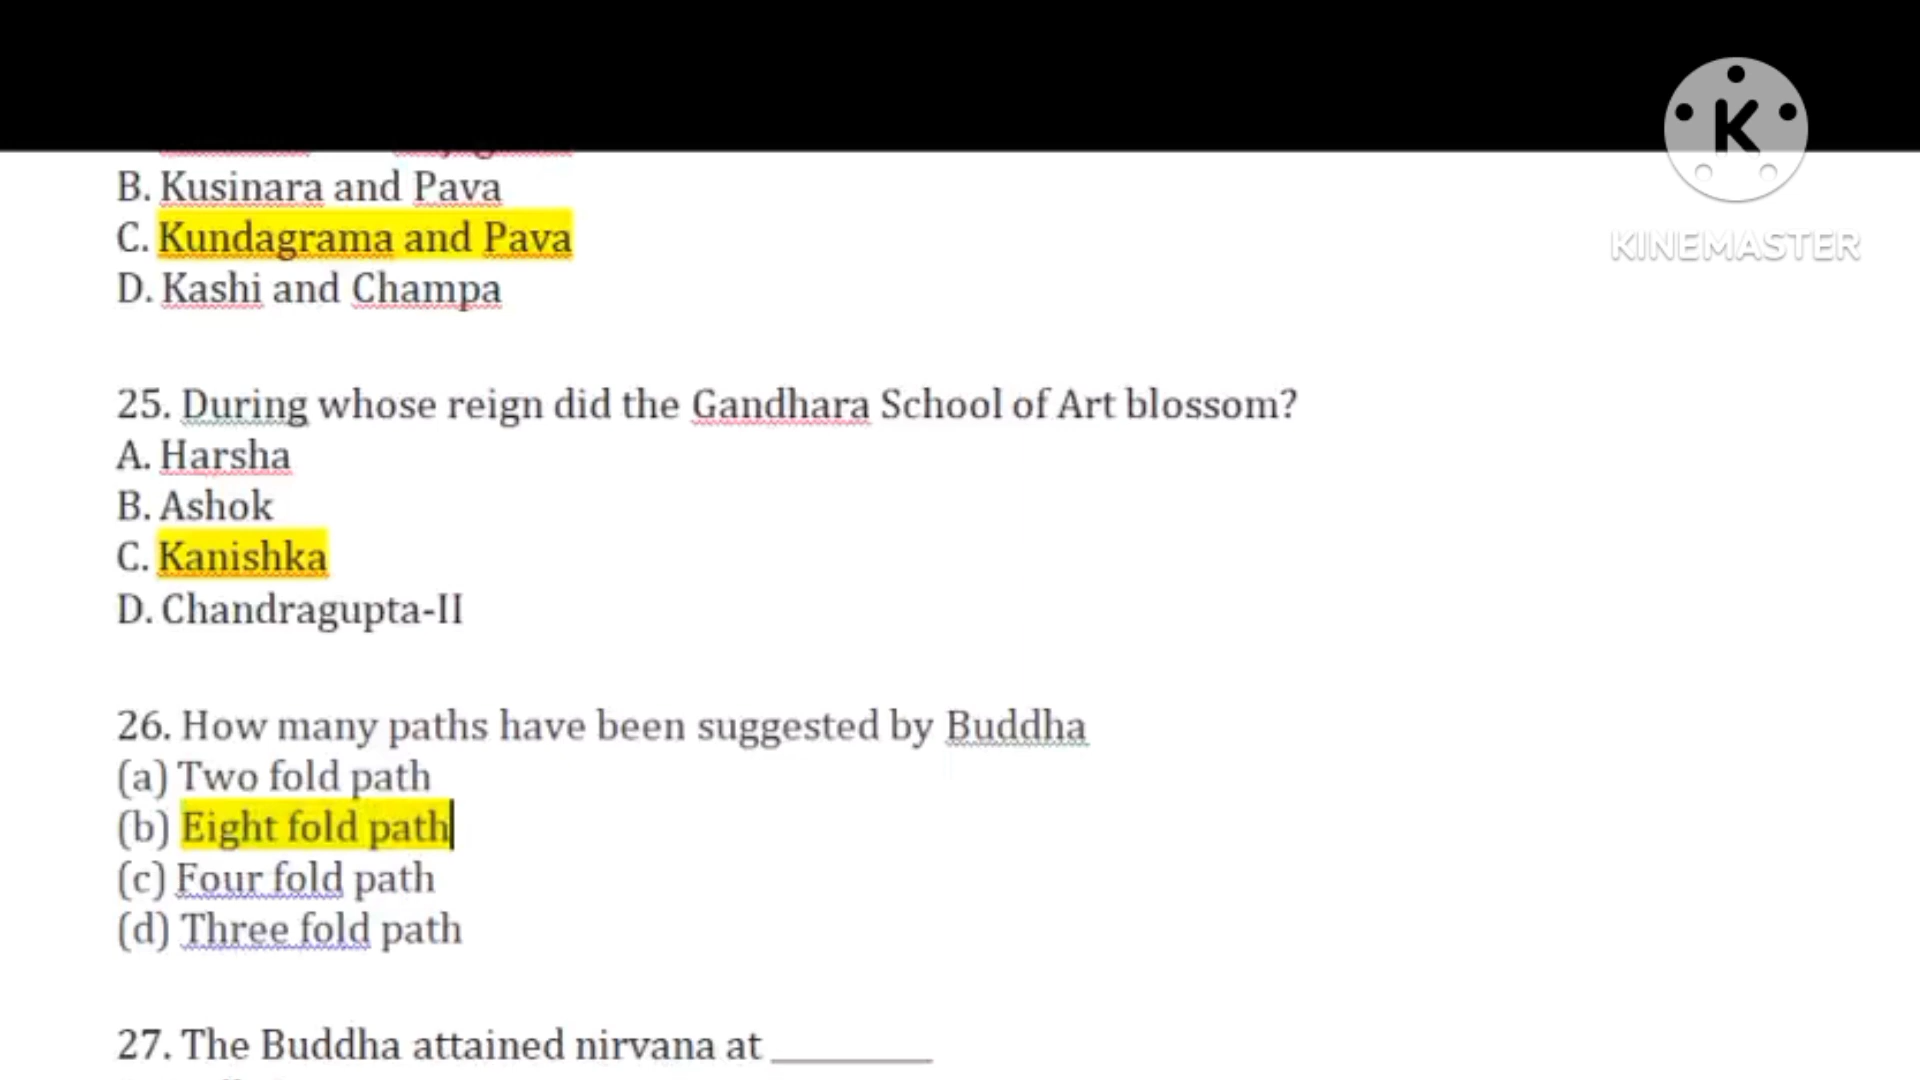 B. Kusinara and Pava
C. Kundagrama and Pava
D. Kashi and Champa
25. During whose reign did the Gandhara School of Art blossom?
A. Harsha
B. Ashok
C. Kanishka
D. Chandragupta-II
26. How many paths have been suggested by Buddha
(a) Two fold path
(b) Eight fold path
(c) Four fold path
(d) Three fold path
27. The Buddha attained nirvana at ________
K
KINEMASTER